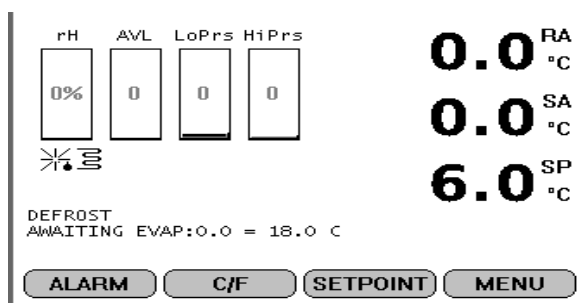 rH AVL LoPrs HiPrs
0% 0 0 0
0.0 RA °C
0.0 SA °C
6.0 SP °C
DEFROST
AWAITING EVAP:0.0 = 18.0 C
ALARM C/F SETPOINT MENU